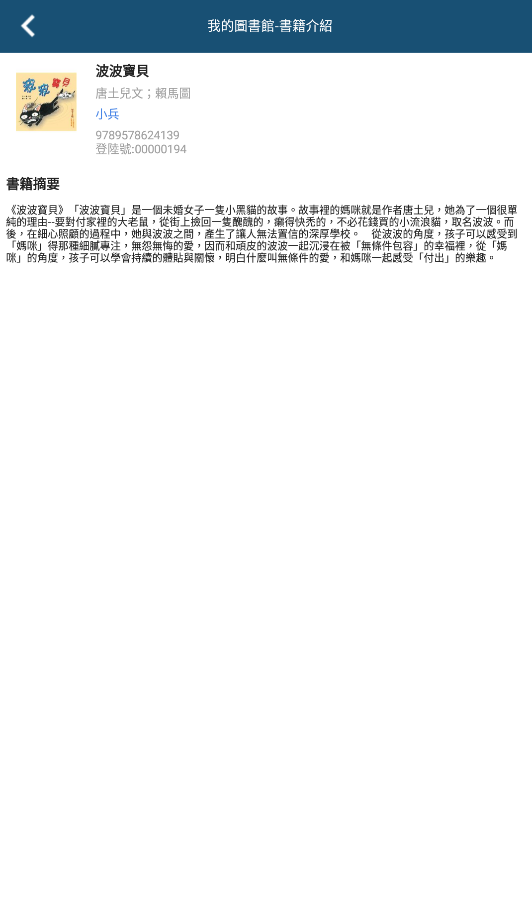 我的圖書館-書籍介紹
波波寶貝
唐土兒文；賴馬圖
小兵
9789578624139
登陸號:00000194
書籍摘要
《波波寶貝》「波波寶貝」是一個未婚女子一隻小黑貓的故事。故事裡的媽咪就是作者唐土兒，她為了一個很單
純的理由--要對付家裡的大老鼠，從街上撿回一隻醜醜的，癩得快禿的，不必花錢買的小流浪貓，取名波波。而
後，在細心照顧的過程中，她與波波之間，產生了讓人無法置信的深厚學校。　從波波的角度，孩子可以感受到
「媽咪」得那種細膩專注，無怨無悔的愛，因而和頑皮的波波一起沉浸在被「無條件包容」的幸福裡，從「媽
咪」的角度，孩子可以學會持續的體貼與關懷，明白什麼叫無條件的愛，和媽咪一起感受「付出」的樂趣。